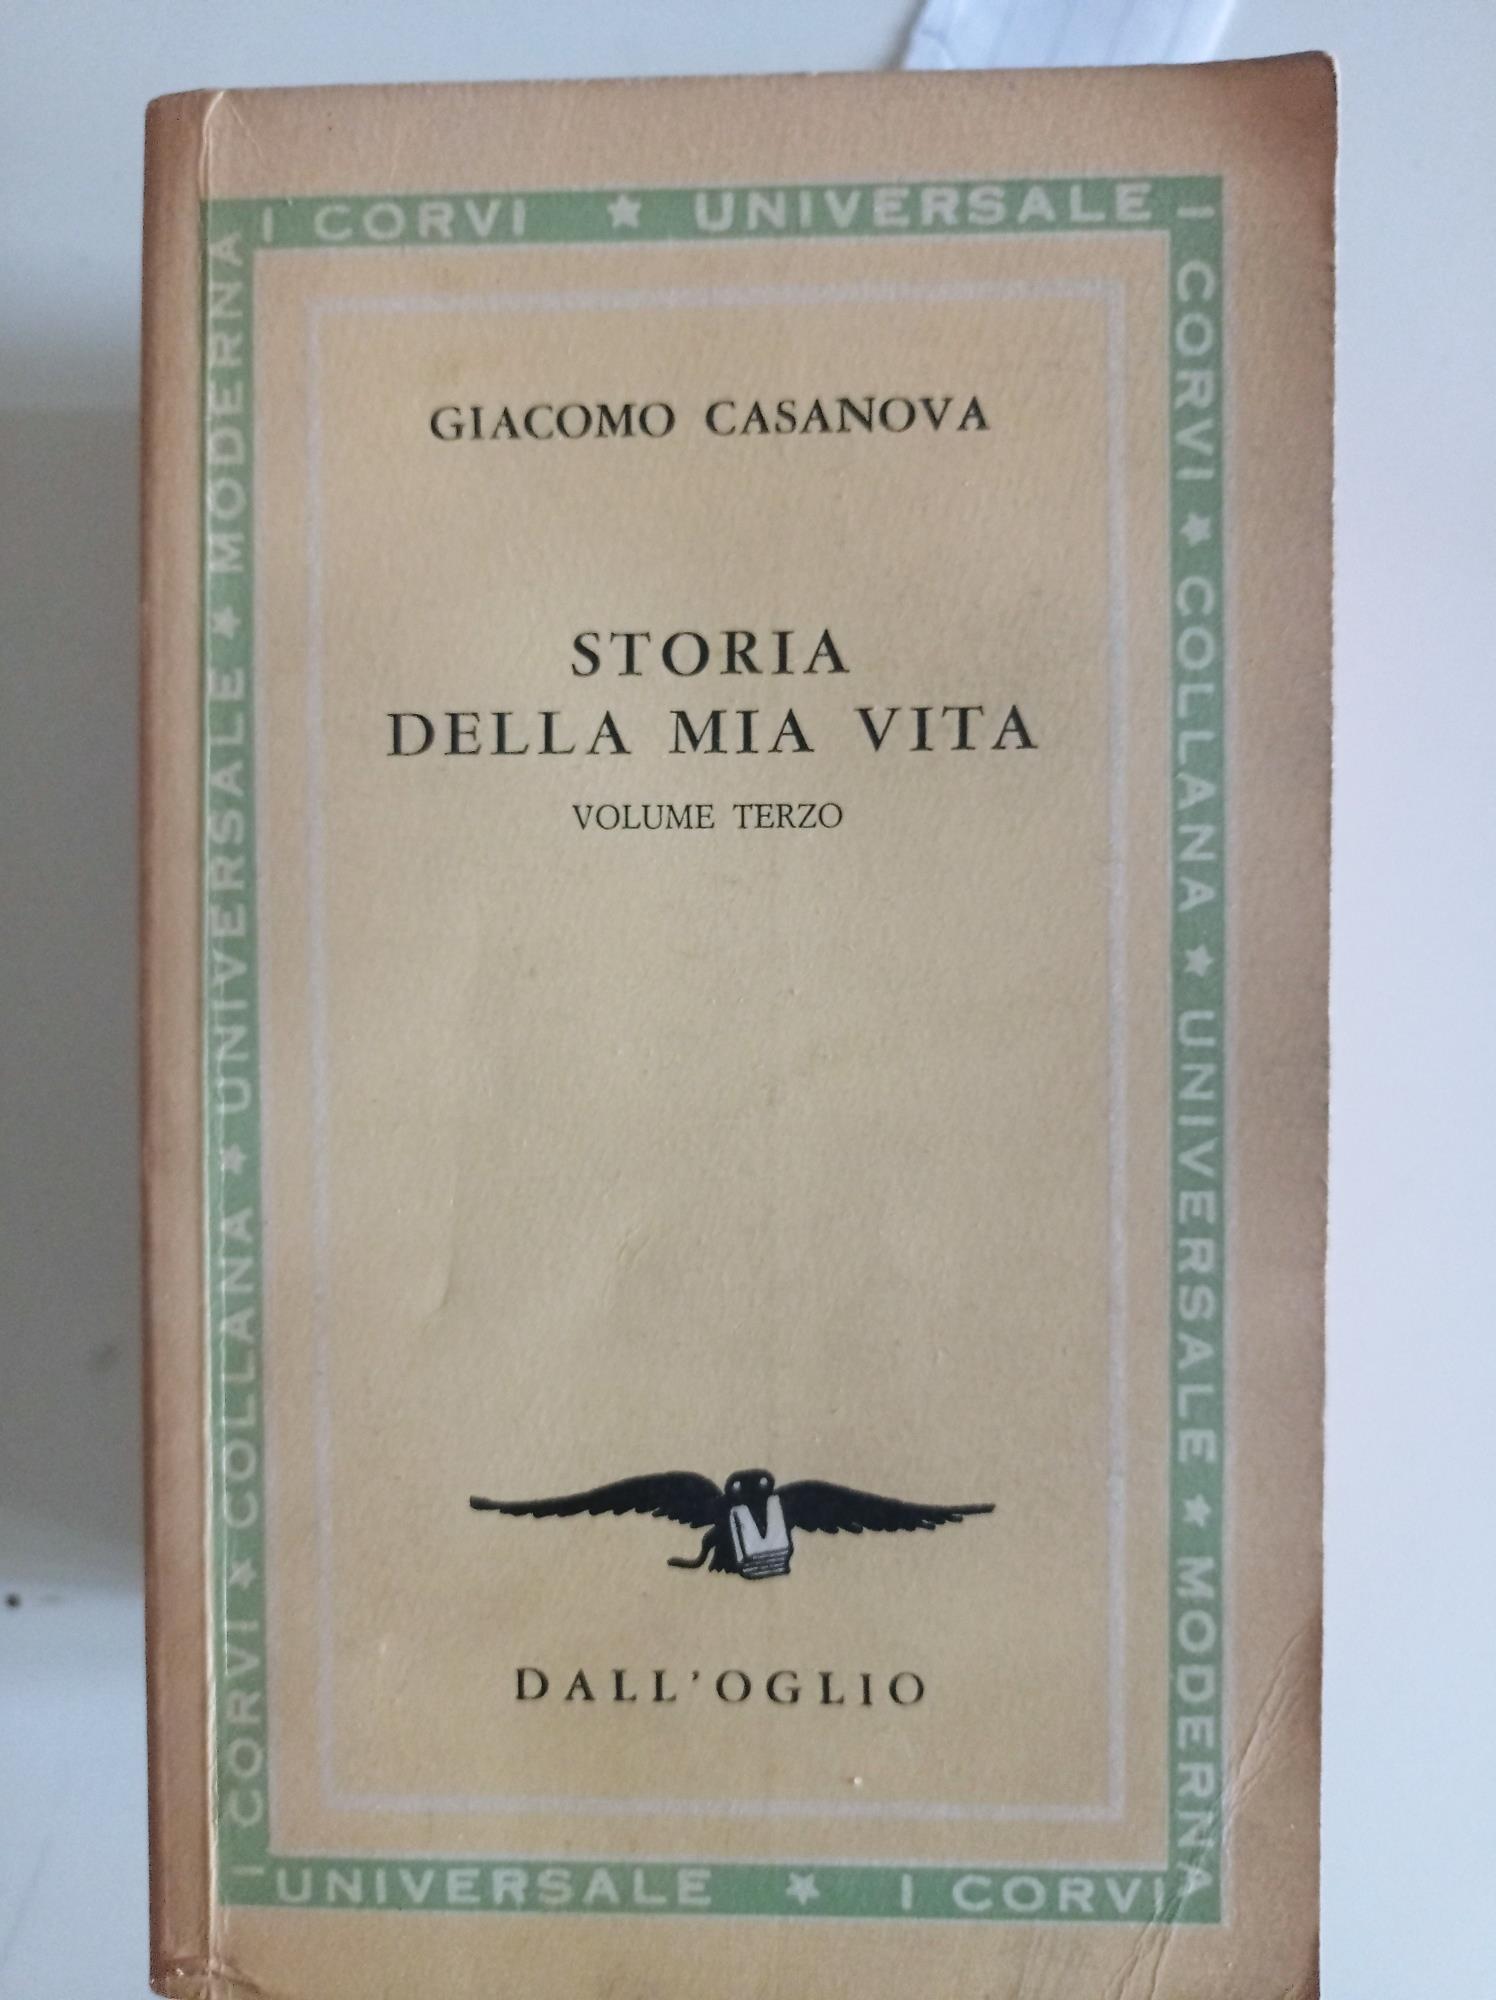 I CORVI ★ UNIVERSALE
I CORVI ★ COLLANA ★ UNIVERSALE ★ MODERNA
I CORVI ★ COLLANA ★ UNIVERSALE ★ MODERNA
GIACOMO CASANOVA
STORIA
DELLA MIA VITA
VOLUME TERZO
DALL'OGLIO
UNIVERSALE ★ I CORVI